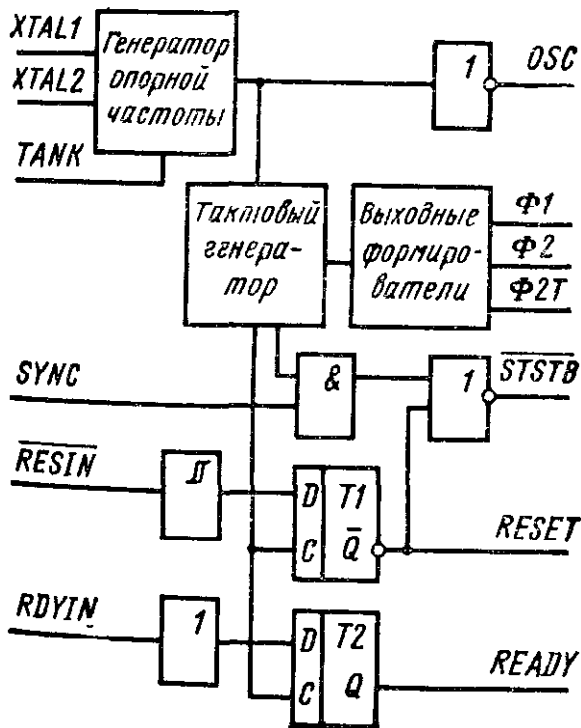 XTAL1
XTAL2
TANK
Генератор
опорной
частоты
1
OSC
Тактовый
генера-
тор
Выходные
формиро-
ватели
Ф1
Ф2
Ф2T
SYNC
&
1
STSTB
RESIN
D
T1
C
Q
RESET
RDYIN
1
D
T2
C
Q
READY